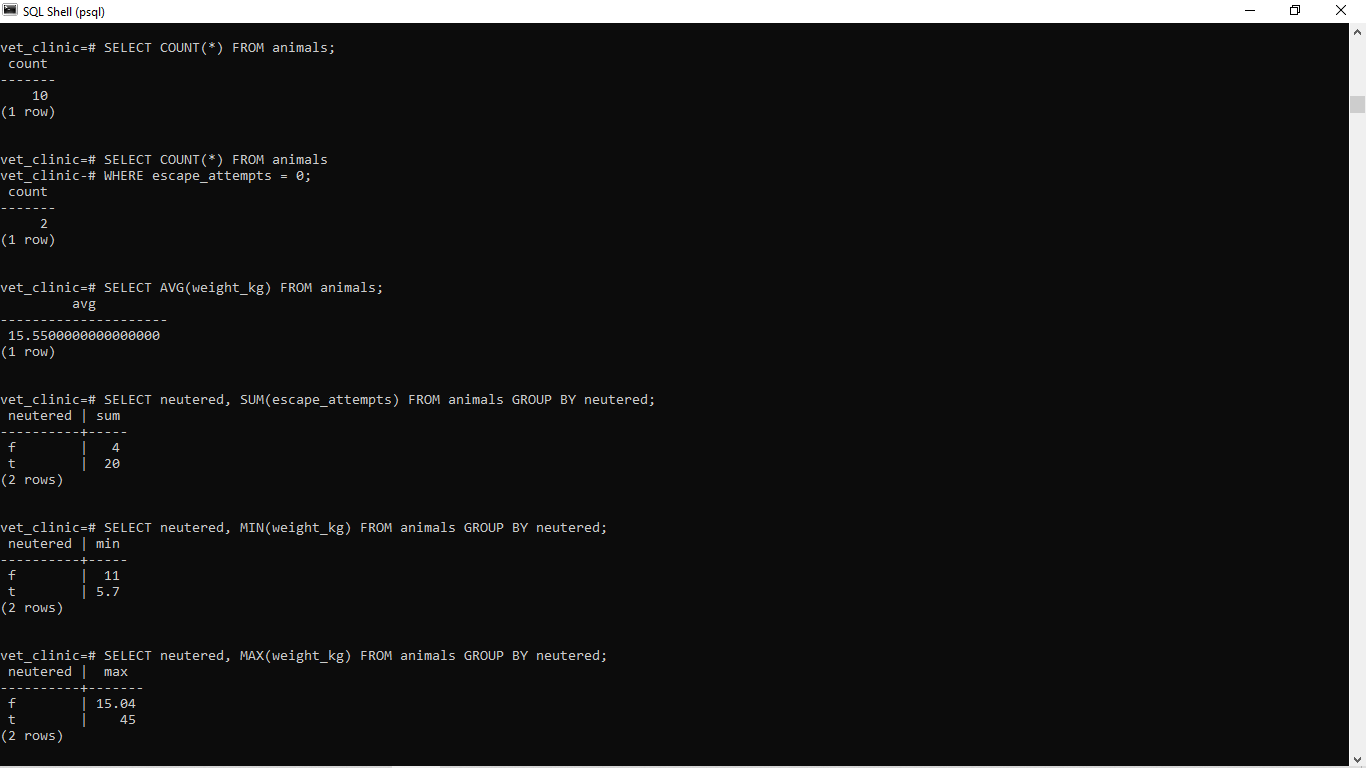 SQL Shell (psql)
vet_clinic=# SELECT COUNT(*) FROM animals;
 count
-------
    10
(1 row)
vet_clinic=# SELECT COUNT(*) FROM animals
vet_clinic-# WHERE escape_attempts = 0;
 count
-------
     2
(1 row)
vet_clinic=# SELECT AVG(weight_kg) FROM animals;
         avg
---------------------
 15.5500000000000000
(1 row)
vet_clinic=# SELECT neutered, SUM(escape_attempts) FROM animals GROUP BY neutered;
 neutered | sum
----------+-----
 f        |   4
 t        |  20
(2 rows)
vet_clinic=# SELECT neutered, MIN(weight_kg) FROM animals GROUP BY neutered;
 neutered | min
----------+-----
 f        |  11
 t        | 5.7
(2 rows)
vet_clinic=# SELECT neutered, MAX(weight_kg) FROM animals GROUP BY neutered;
 neutered |  max
----------+-------
 f        | 15.04
 t        |    45
(2 rows)